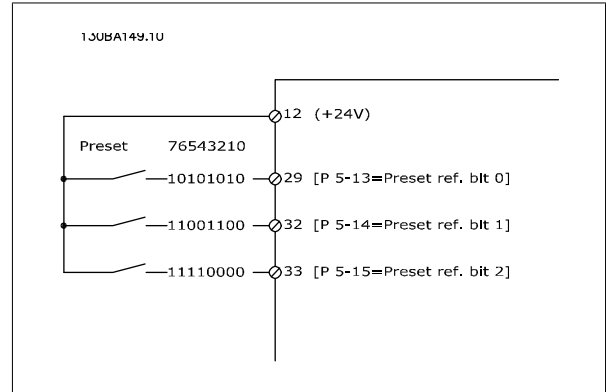 130BA149.10
12 (+24V)
Preset 76543210
10101010 29 [P 5-13=Preset ref. bit 0]
11001100 32 [P 5-14=Preset ref. bit 1]
11110000 33 [P 5-15=Preset ref. bit 2]